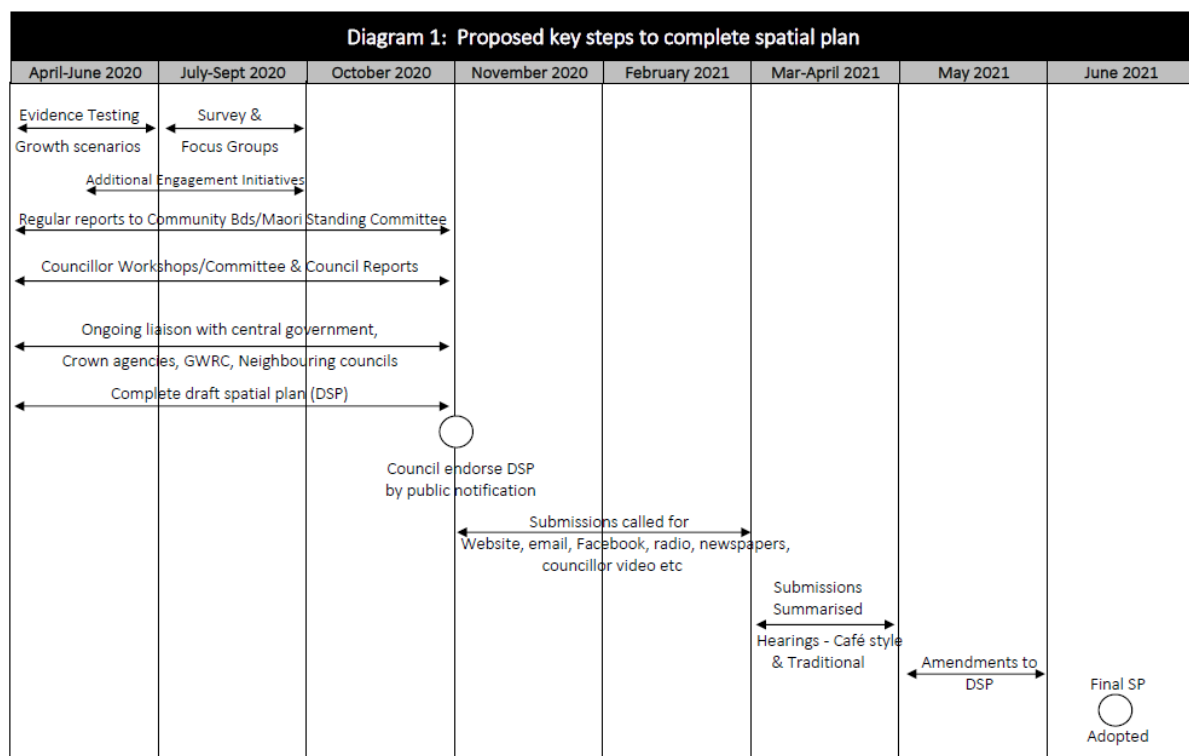 Diagram 1: Proposed key steps to complete spatial plan
April-June 2020
July-Sept 2020
October 2020
November 2020
February 2021
Mar-April 2021
May 2021
June 2021
Evidence Testing
Growth scenarios
Survey &
Focus Groups
Additional Engagement Initiatives
Regular reports to Community Bds/Maori Standing Committee
Councillor Workshops/Committee & Council Reports
Ongoing liaison with central government,
Crown agencies, GWRC, Neighbouring councils
Complete draft spatial plan (DSP)
Council endorse DSP
by public notification
Submissions called for
Website, email, Facebook, radio, newspapers,
councillor video etc
Submissions
Summarised
Hearings - Café style
& Traditional
Amendments to
DSP
Final SP
Adopted